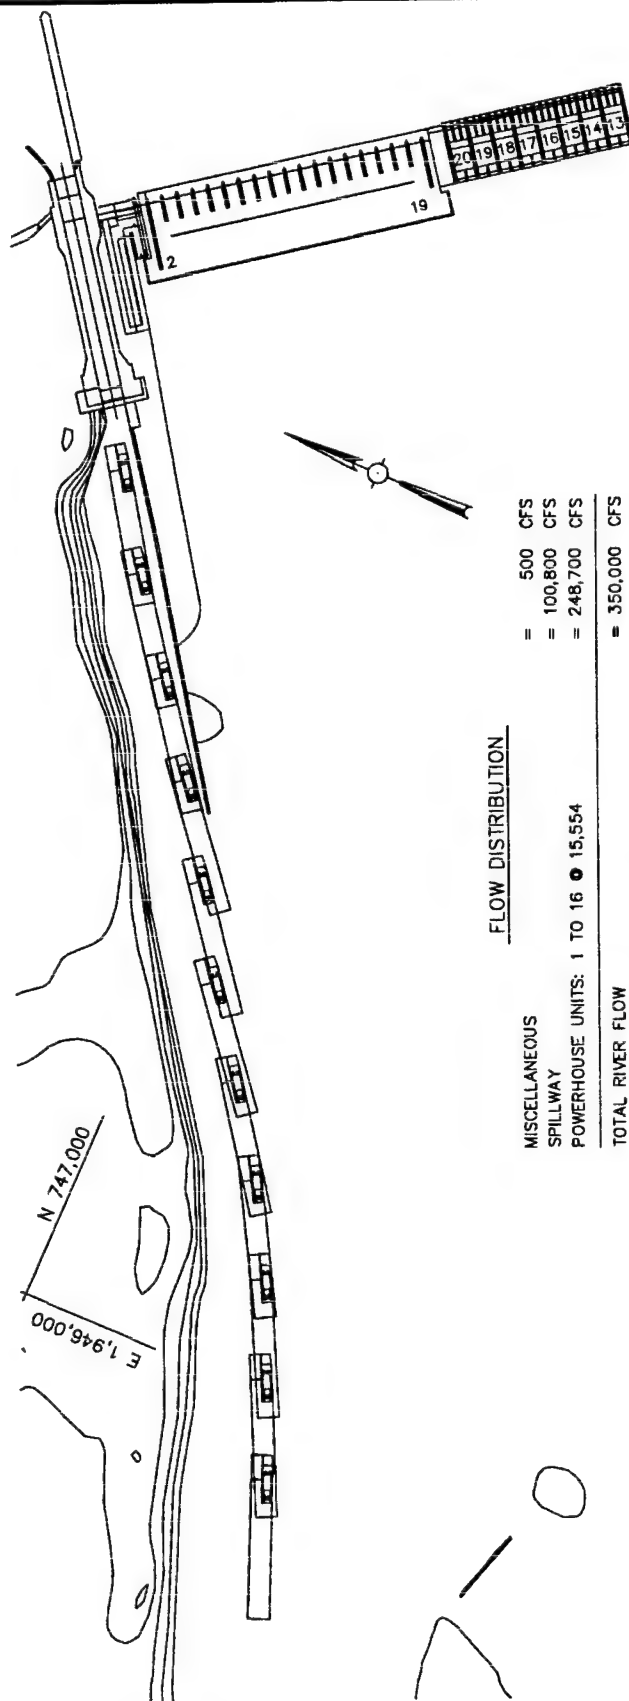 20 19 18 17 16 15 14 13
2
19
FLOW DISTRIBUTION
MISCELLANEOUS = 500 CFS
SPILLWAY = 100,800 CFS
POWERHOUSE UNITS: 1 TO 16 @ 15,554 = 248,700 CFS
TOTAL RIVER FLOW = 350,000 CFS
N 747,000
E 1,946,000